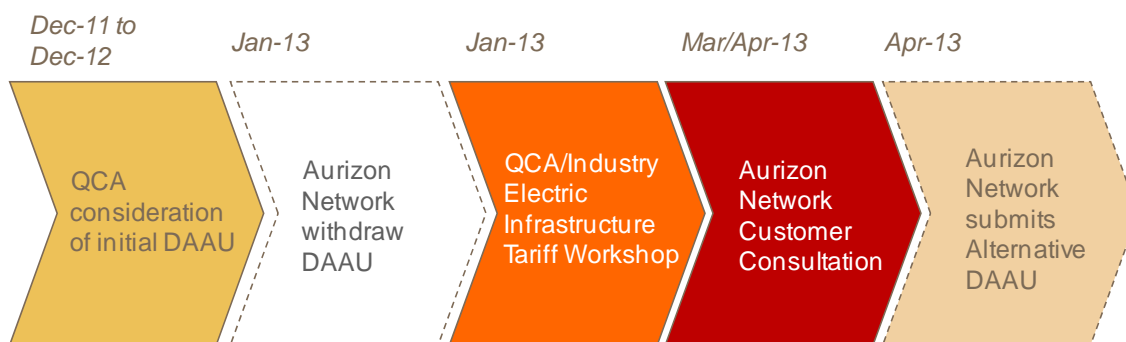 Dec-11 to
Dec-12
Jan-13
Jan-13
Mar/Apr-13
Apr-13
QCA
consideration
of initial DAAU
Aurizon
Network
withdraw
DAAU
QCA/Industry
Electric
Infrastructure
Tariff Workshop
Aurizon
Network
Customer
Consultation
Aurizon
Network
submits
Alternative
DAAU